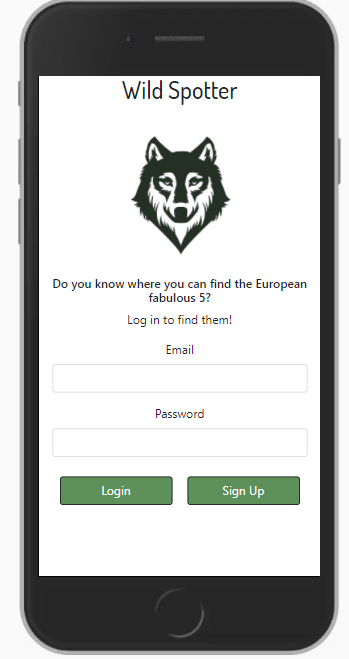 Wild Spotter
Do you know where you can find the European
fabulous 5?
Log in to find them!
Email
Password
Login
Sign Up